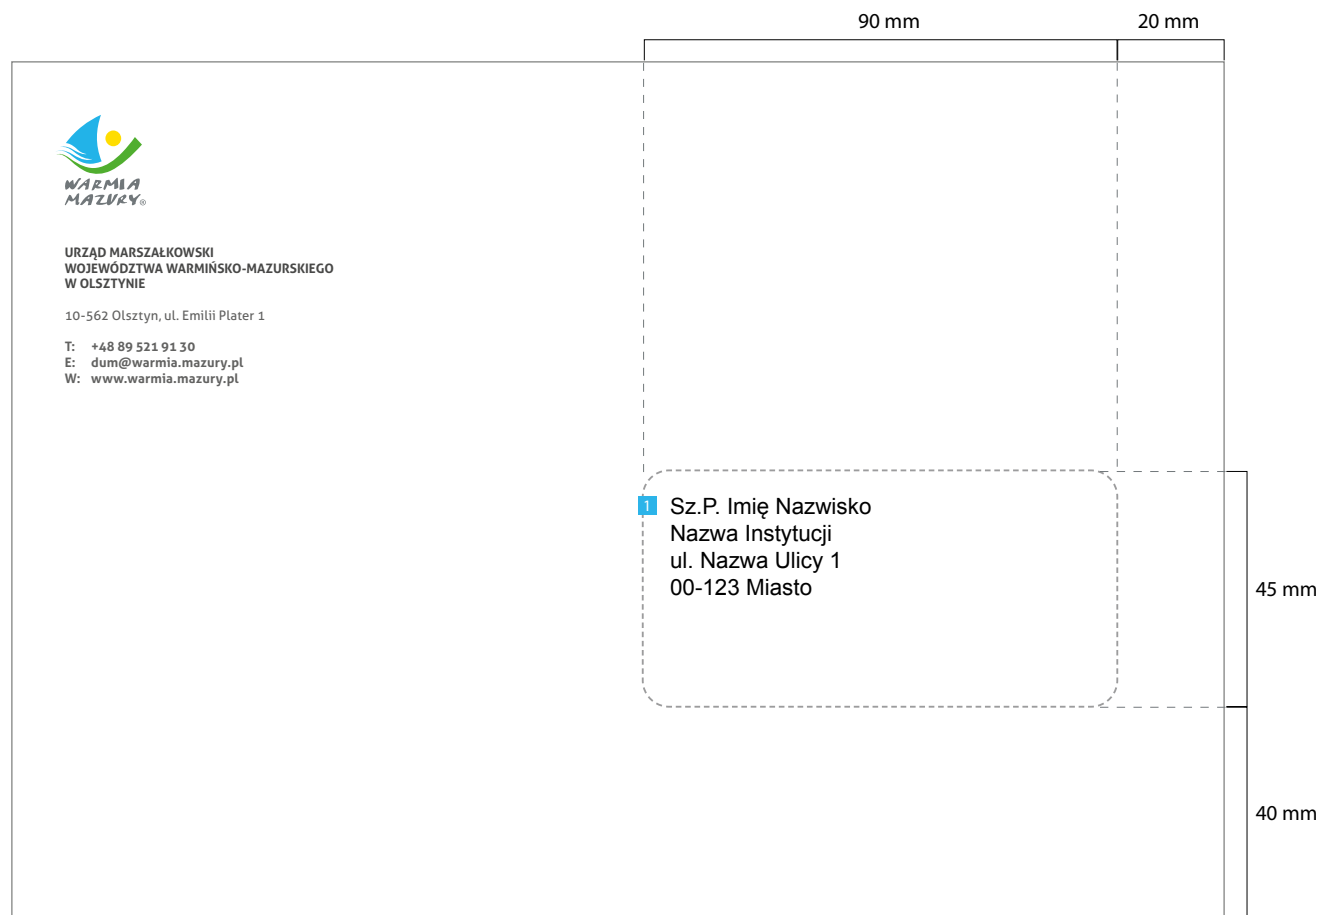 90 mm
20 mm
WARMIA
MAZURY®
URZĄD MARSZAŁKOWSKI
WOJEWÓDZTWA WARMIŃSKO-MAZURSKIEGO
W OLSZTYNIE
10-562 Olsztyn, ul. Emilii Plater 1
T: +48 89 521 91 30
E: dum@warmia.mazury.pl
W: www.warmia.mazury.pl
1 Sz.P. Imię Nazwisko
Nazwa Instytucji
ul. Nazwa Ulicy 1
00-123 Miasto
45 mm
40 mm